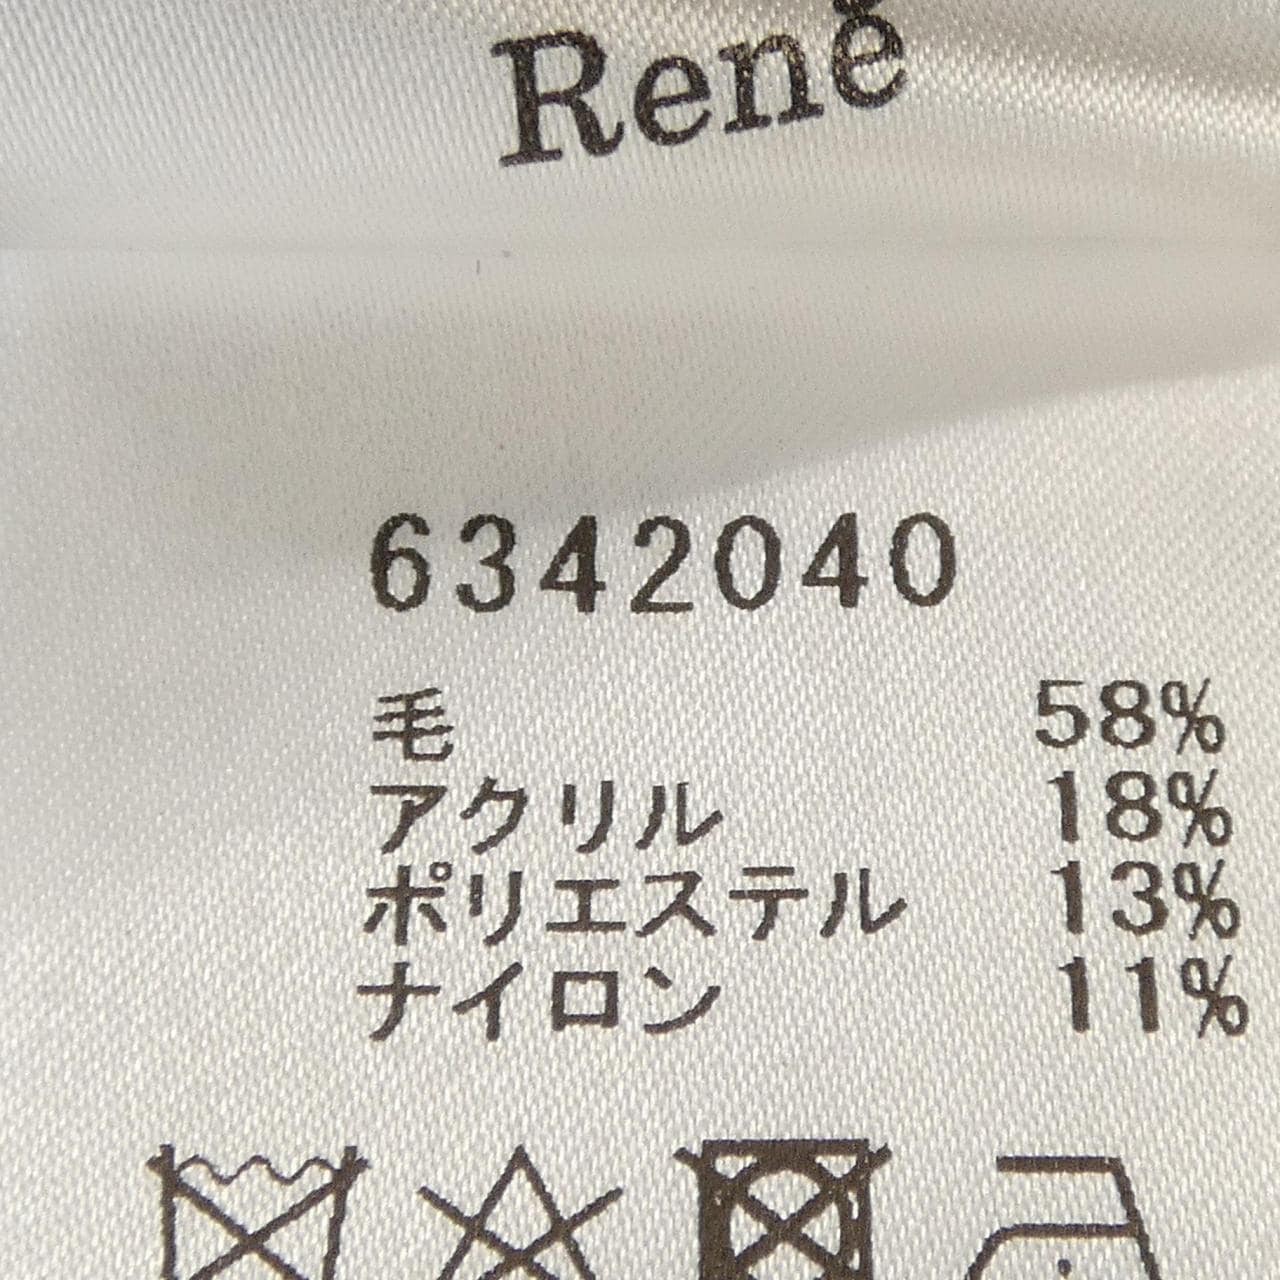 René
6342040
毛 58%
アクリル 18%
ポリエステル 13%
ナイロン 11%